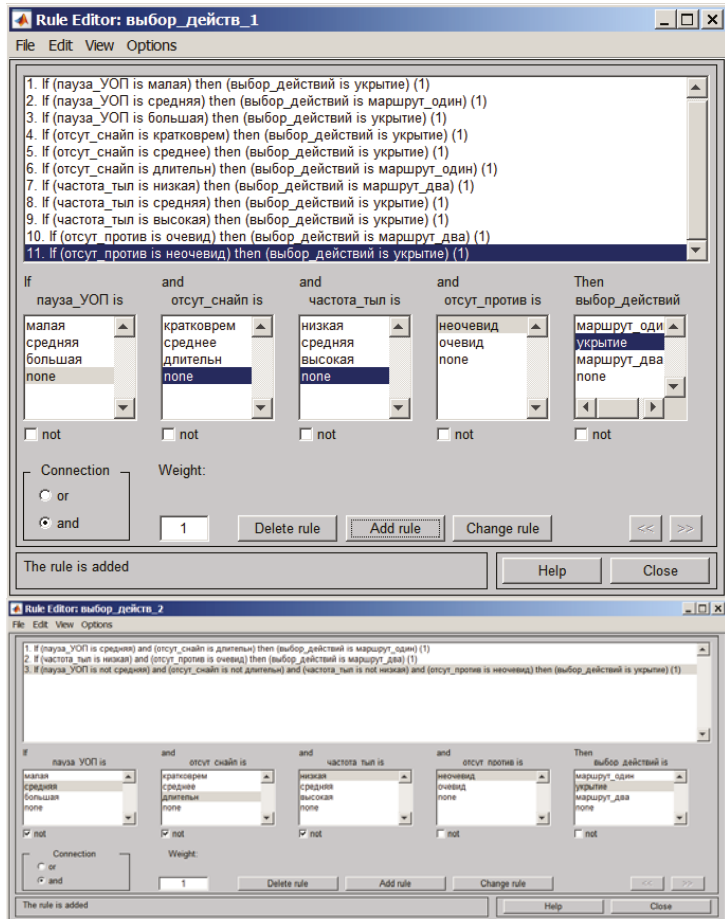 Rule Editor: выбор_действ_1
File Edit View Options
1. If (пауза_УОП is малая) then (выбор_действий is укрытие) (1)
2. If (пауза_УОП is средняя) then (выбор_действий is маршрут_один) (1)
3. If (пауза_УОП is большая) then (выбор_действий is укрытие) (1)
4. If (отсут_снайп is кратковрем) then (выбор_действий is укрытие) (1)
5. If (отсут_снайп is среднее) then (выбор_действий is укрытие) (1)
6. If (отсут_снайп is длительн) then (выбор_действий is маршрут_один) (1)
7. If (частота_тыл is низкая) then (выбор_действий is маршрут_два) (1)
8. If (частота_тыл is средняя) then (выбор_действий is укрытие) (1)
9. If (частота_тыл is высокая) then (выбор_действий is укрытие) (1)
10. If (отсут_против is очевид) then (выбор_действий is маршрут_два) (1)
11. If (отсут_против is неочевид) then (выбор_действий is укрытие) (1)
If and and and Then
пауза_УОП is отсут_снайп is частота_тыл is отсут_против is выбор_действий
малая кратковрем низкая неочевид маршрут_оди
средняя среднее средняя очевид укрытие
большая длительн высокая none маршрут_два
none none none none
not not not not not
Connection Weight:
or
and 1 Delete rule Add rule Change rule << >>
The rule is added Help Close
Rule Editor: выбор_действ_2
File Edit View Options
1. If (пауза_УОП is средняя) and (отсут_снайп is длительн) then (выбор_действий is маршрут_один) (1)
2. If (частота_тыл is низкая) and (отсут_против is очевид) then (выбор_действий is маршрут_два) (1)
3. If (пауза_УОП is not средняя) and (отсут_снайп is not длительн) and (частота_тыл is not низкая) and (отсут_против is неочевид) then (выбор_действий is укрытие) (1)
If and and and Then
пауза_УОП is отсут_снайп is частота_тыл is отсут_против is выбор_действий is
малая кратковрем низкая неочевид маршрут_один
средняя среднее средняя очевид укрытие
большая длительн высокая none маршрут_два
none none none none
not not not not not
Connection Weight:
or
and 1 Delete rule Add rule Change rule << >>
The rule is added Help Close